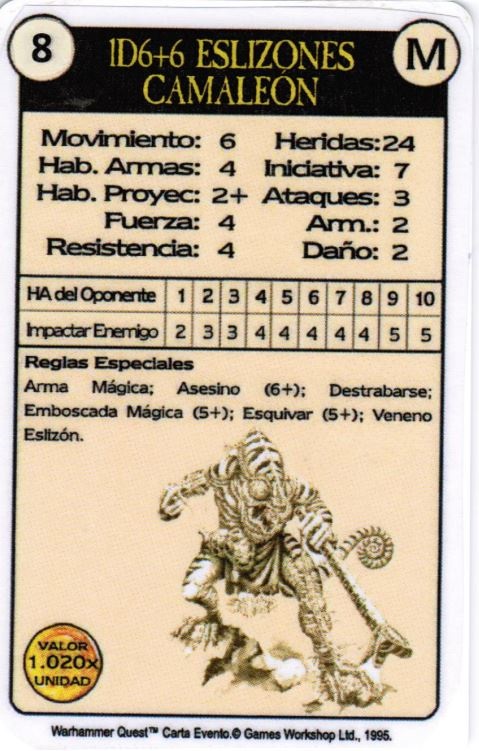 8
1D6+6 ESLIZONES
CAMALEÓN
M
Movimiento: 6 Heridas: 24
Hab. Armas: 4 Iniciativa: 7
Hab. Proyec: 2+ Ataques: 3
Fuerza: 4 Arm.: 2
Resistencia: 4 Daño: 2
HA del Oponente 1 2 3 4 5 6 7 8 9 10
Impactar Enemigo 2 3 3 4 4 4 4 4 5 5
Reglas Especiales
Arma Mágica; Asesino (6+); Destrabarse;
Emboscada Mágica (5+); Esquivar (5+); Veneno
Eslizón.
VALOR
1.020x
UNIDAD
Warhammer Quest™ Carta Evento.© Games Workshop Ltd., 1995.